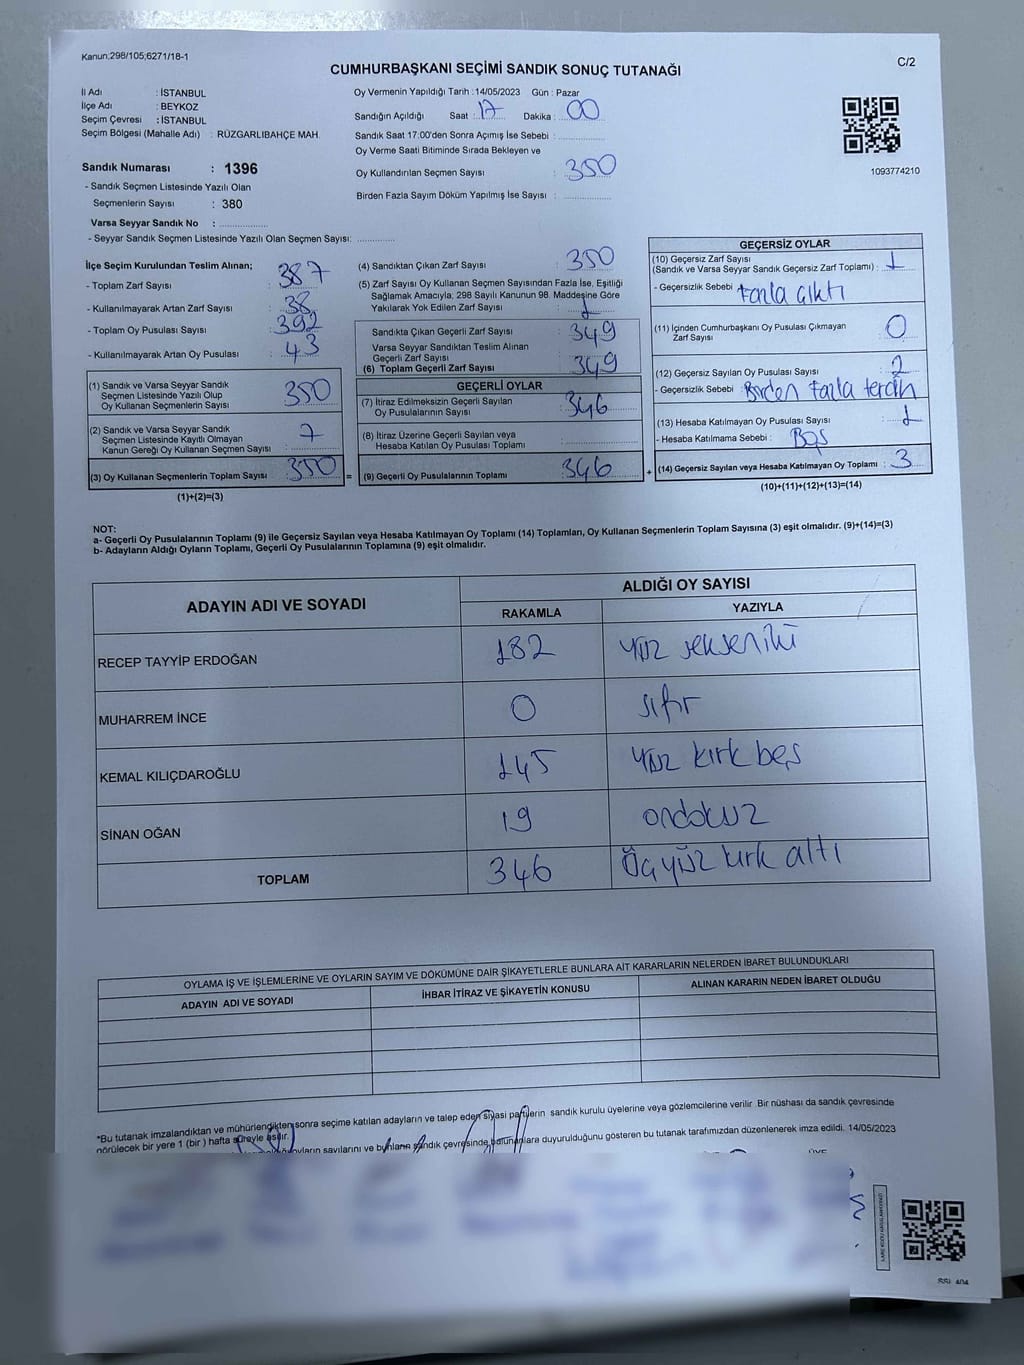 Kanun;298/105;6271/18-1
C/2
CUMHURBAŞKANI SEÇİMİ SANDIK SONUÇ TUTANAĞI
İl Adı : İSTANBUL
İlçe Adı : BEYKOZ
Seçim Çevresi : İSTANBUL
Seçim Bölgesi (Mahalle Adı) : RÜZGARLIBAHÇE MAH.
Sandık Numarası : 1396
- Sandık Seçmen Listesinde Yazılı Olan
Seçmenlerin Sayısı : 380
Varsa Seyyar Sandık No :
- Seyyar Sandık Seçmen Listesinde Yazılı Olan Seçmen Sayısı:
Oy Vermenin Yapıldığı Tarih :14/05/2023 Gün : Pazar
Sandığın Açıldığı Saat : 17 Dakika : 00
Sandık Saat 17:00'den Sonra Açımış İse Sebebi :
Oy Verme Saati Bitiminde Sırada Bekleyen ve
Oy Kullandırılan Seçmen Sayısı : 350
Birden Fazla Sayım Döküm Yapılmış İse Sayısı :
1093774210
İlçe Seçim Kurulundan Teslim Alınan;
- Toplam Zarf Sayısı : 387
- Kullanılmayarak Artan Zarf Sayısı : 38
- Toplam Oy Pusulası Sayısı : 392
- Kullanılmayarak Artan Oy Pusulası : 43
(1) Sandık ve Varsa Seyyar Sandık
Seçmen Listesinde Yazılı Olup
Oy Kullanan Seçmenlerin Sayısı : 350
(2) Sandık ve Varsa Seyyar Sandık
Seçmen Listesinde Kayıtlı Olmayan
Kanun Gereği Oy Kullanan Seçmen Sayısı : 7
(3) Oy Kullanan Seçmenlerin Toplam Sayısı : 350 =
(1)+(2)=(3)
(4) Sandıktan Çıkan Zarf Sayısı : 350
(5) Zarf Sayısı Oy Kullanan Seçmen Sayısından Fazla İse, Eşitliği
Sağlamak Amacıyla; 298 Sayılı Kanunun 98. Maddesine Göre
Yakılarak Yok Edilen Zarf Sayısı : 1
Sandıkta Çıkan Geçerli Zarf Sayısı : 349
Varsa Seyyar Sandıktan Teslim Alınan
Geçerli Zarf Sayısı :
(6) Toplam Geçerli Zarf Sayısı : 349
GEÇERLİ OYLAR
(7) İtiraz Edilmeksizin Geçerli Sayılan
Oy Pusulalarının Sayısı : 346
(8) İtiraz Üzerine Geçerli Sayılan veya
Hesaba Katılan Oy Pusulası Toplamı :
(9) Geçerli Oy Pusulalarının Toplamı : 346 +
GEÇERSİZ OYLAR
(10) Geçersiz Zarf Sayısı
(Sandık ve Varsa Seyyar Sandık Geçersiz Zarf Toplamı) : 1
- Geçersizlik Sebebi : fazla çıktı
(11) İçinden Cumhurbaşkanı Oy Pusulası Çıkmayan
Zarf Sayısı : 0
(12) Geçersiz Sayılan Oy Pusulası Sayısı : 2
- Geçersizlik Sebebi : Birden fazla tercih
(13) Hesaba Katılmayan Oy Pusulası Sayısı : 1
- Hesaba Katılmama Sebebi : Boş
(14) Geçersiz Sayılan veya Hesaba Katılmayan Oy Toplamı : 3
(10)+(11)+(12)+(13)=(14)
NOT:
a- Geçerli Oy Pusulalarının Toplamı (9) ile Geçersiz Sayılan veya Hesaba Katılmayan Oy Toplamı (14) Toplamları, Oy Kullanan Seçmenlerin Toplam Sayısına (3) eşit olmalıdır. (9)+(14)=(3)
b- Adayların Aldığı Oyların Toplamı, Geçerli Oy Pusulalarının Toplamına (9) eşit olmalıdır.
ADAYIN ADI VE SOYADI
ALDIĞI OY SAYISI
RAKAMLA YAZIYLA
RECEP TAYYİP ERDOĞAN 182 yüz sekseniki
MUHARREM İNCE 0 sıfır
KEMAL KILIÇDAROĞLU 145 yüz kırk beş
SİNAN OĞAN 19 ondokuz
TOPLAM 346 Üçyüz kırk altı
OYLAMA İŞ VE İŞLEMLERİNE VE OYLARIN SAYIM VE DÖKÜMÜNE DAİR ŞİKAYETLERLE BUNLARA AİT KARARLARIN NELERDEN İBARET BULUNDUKLARI
ADAYIN ADI VE SOYADI İHBAR İTİRAZ VE ŞİKAYETİN KONUSU ALINAN KARARIN NEDEN İBARET OLDUĞU
*Bu tutanak imzalandıktan ve mühürlendikten sonra seçime katılan adayların ve talep eden siyasi partilerin sandık kurulu üyelerine veya gözlemcilerine verilir. Bir nüshası da sandık çevresinde
görülecek bir yere 1 (bir ) hafta süreyle asılır.
oyların sayılarını ve bunların sandık çevresinde bulunanlara duyurulduğunu gösteren bu tutanak tarafımızdan düzenlenerek imza edildi. 14/05/2023
ÜYE